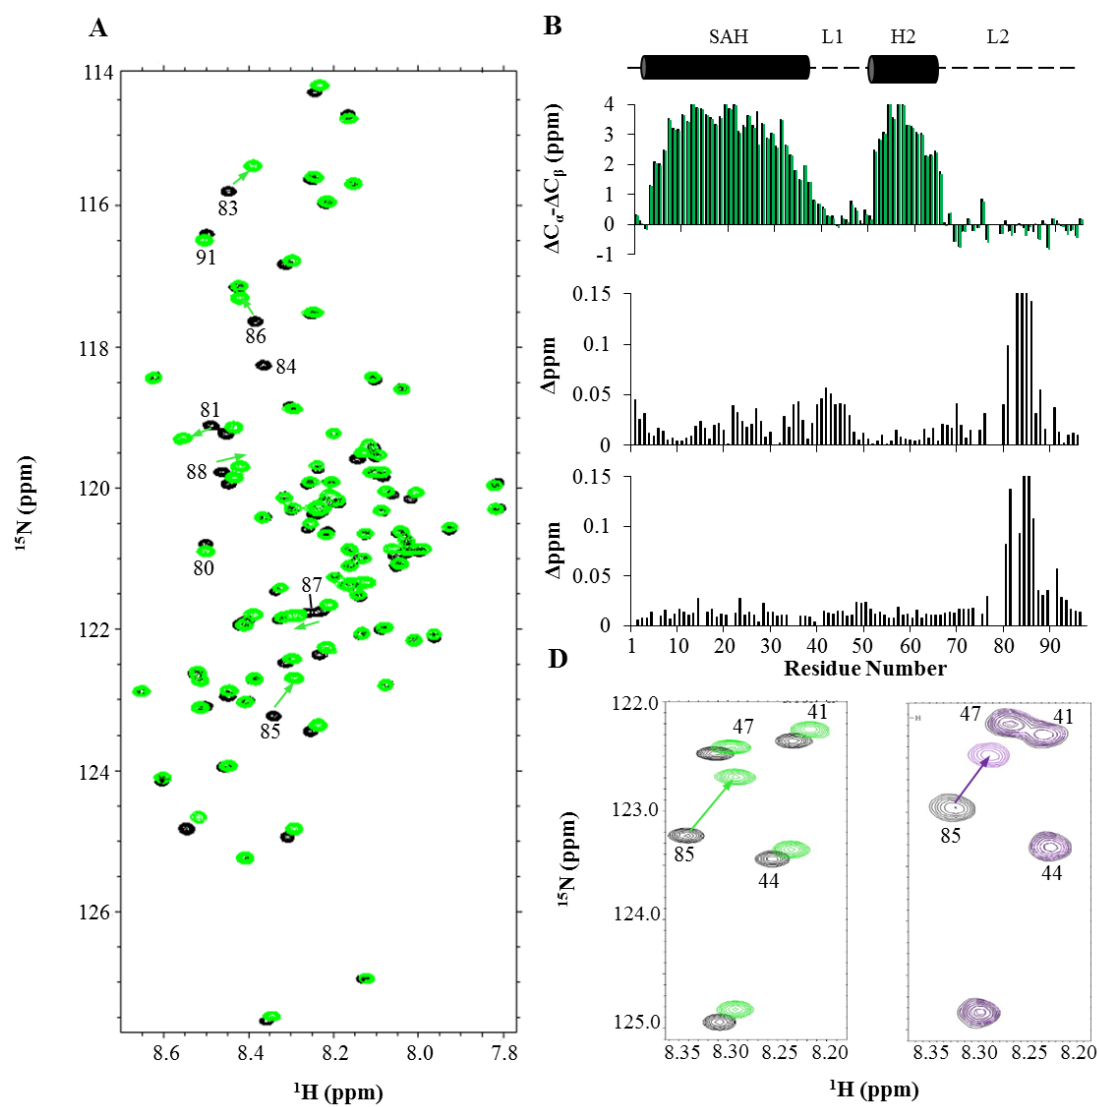 A
114
116
118
120
122
124
126
8.6 8.4 8.2 8.0 7.8
15N (ppm)
1H (ppm)
83
91
86
84
81
88
80
87
85
B
SAH L1 H2 L2
ΔCα-ΔCβ (ppm)
4
3
2
1
0
-1
Δppm
0.15
0.1
0.05
0
Δppm
0.15
0.1
0.05
0
1 10 20 30 40 50 60 70 80 90
Residue Number
D
122.0
123.0
124.0
125.0
15N (ppm)
47 41
85
44
8.35 8.30 8.25 8.20
47 41
85
44
8.35 8.30 8.25 8.20
1H (ppm)